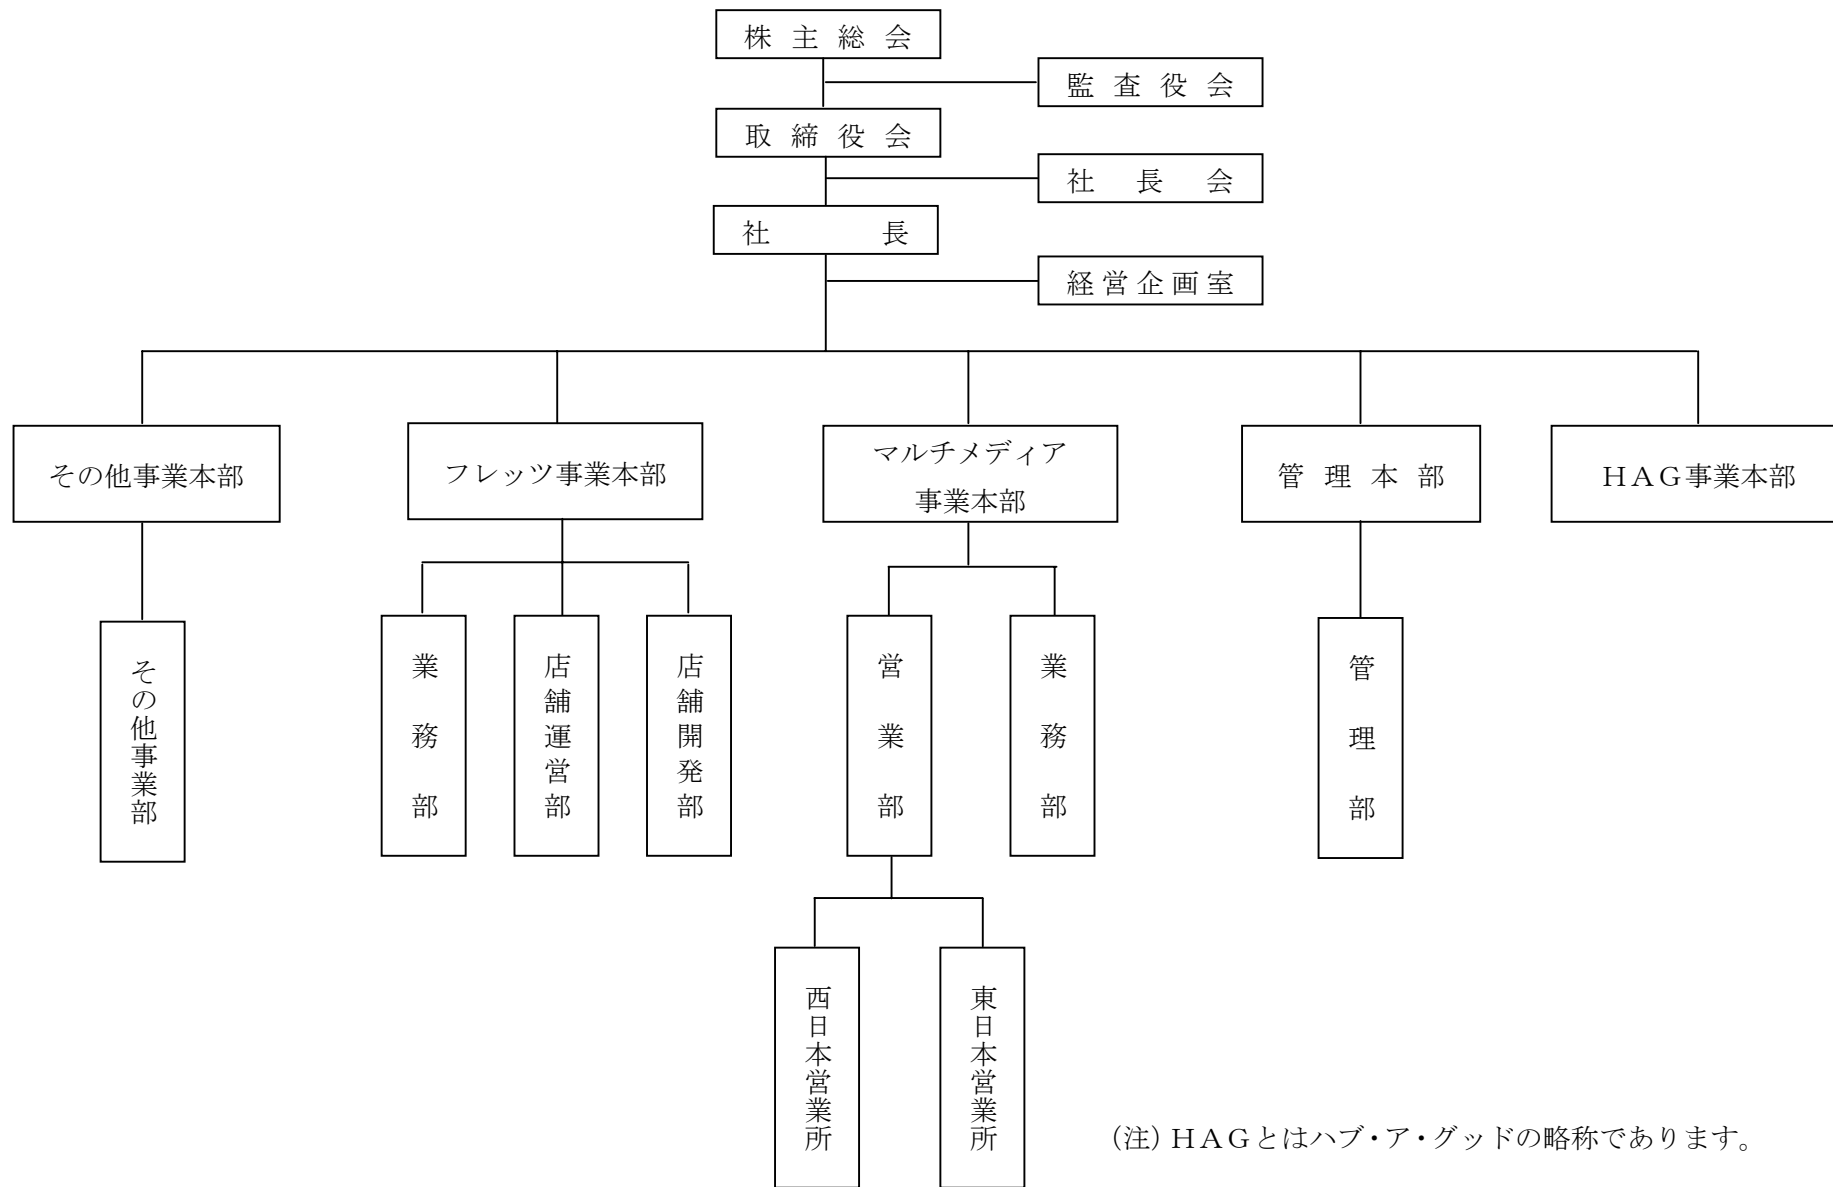 株主総会
監査役会
取締役会
社長会
社長
経営企画室
その他事業本部
フレッツ事業本部
マルチメディア
事業本部
管理本部
ＨＡＧ事業本部
その他事業部
業務部
店舗運営部
店舗開発部
営業部
業務部
管理部
西日本営業所
東日本営業所
(注)ＨＡＧとはハブ・ア・グッドの略称であります。